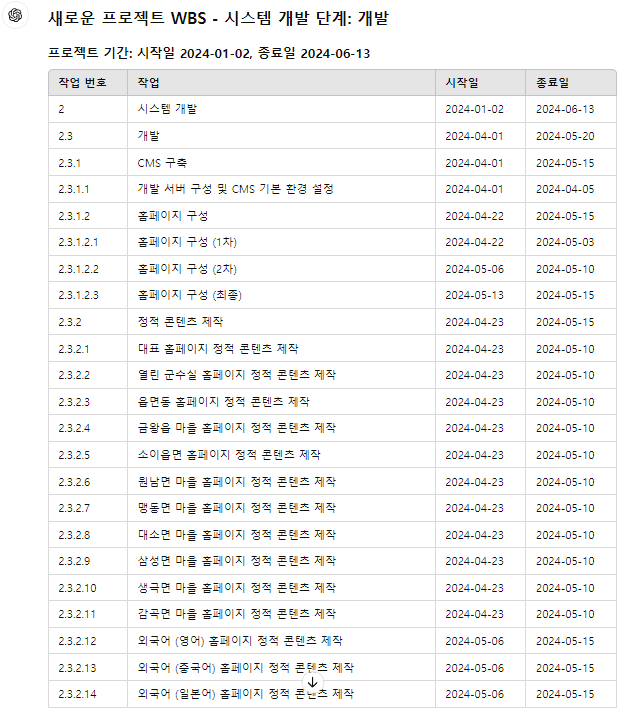 새로운 프로젝트 WBS - 시스템 개발 단계: 개발
프로젝트 기간: 시작일 2024-01-02, 종료일 2024-06-13
작업 번호 작업 시작일 종료일
2 시스템 개발 2024-01-02 2024-06-13
2.3 개발 2024-04-01 2024-05-20
2.3.1 CMS 구축 2024-04-01 2024-05-15
2.3.1.1 개발 서버 구성 및 CMS 기본 환경 설정 2024-04-01 2024-04-05
2.3.1.2 홈페이지 구성 2024-04-22 2024-05-15
2.3.1.2.1 홈페이지 구성 (1차) 2024-04-22 2024-05-03
2.3.1.2.2 홈페이지 구성 (2차) 2024-05-06 2024-05-10
2.3.1.2.3 홈페이지 구성 (최종) 2024-05-13 2024-05-15
2.3.2 정적 콘텐츠 제작 2024-04-23 2024-05-15
2.3.2.1 대표 홈페이지 정적 콘텐츠 제작 2024-04-23 2024-05-10
2.3.2.2 열린 군수실 홈페이지 정적 콘텐츠 제작 2024-04-23 2024-05-10
2.3.2.3 읍면동 홈페이지 정적 콘텐츠 제작 2024-04-23 2024-05-10
2.3.2.4 금왕읍 마을 홈페이지 정적 콘텐츠 제작 2024-04-23 2024-05-10
2.3.2.5 소이읍면 홈페이지 정적 콘텐츠 제작 2024-04-23 2024-05-10
2.3.2.6 원남면 마을 홈페이지 정적 콘텐츠 제작 2024-04-23 2024-05-10
2.3.2.7 맹동면 마을 홈페이지 정적 콘텐츠 제작 2024-04-23 2024-05-10
2.3.2.8 대소면 마을 홈페이지 정적 콘텐츠 제작 2024-04-23 2024-05-10
2.3.2.9 삼성면 마을 홈페이지 정적 콘텐츠 제작 2024-04-23 2024-05-10
2.3.2.10 생극면 마을 홈페이지 정적 콘텐츠 제작 2024-04-23 2024-05-10
2.3.2.11 감곡면 마을 홈페이지 정적 콘텐츠 제작 2024-04-23 2024-05-10
2.3.2.12 외국어 (영어) 홈페이지 정적 콘텐츠 제작 2024-05-06 2024-05-15
2.3.2.13 외국어 (중국어) 홈페이지 정적 콘텐츠 제작 2024-05-06 2024-05-15
2.3.2.14 외국어 (일본어) 홈페이지 정적 콘텐츠 제작 2024-05-06 2024-05-15